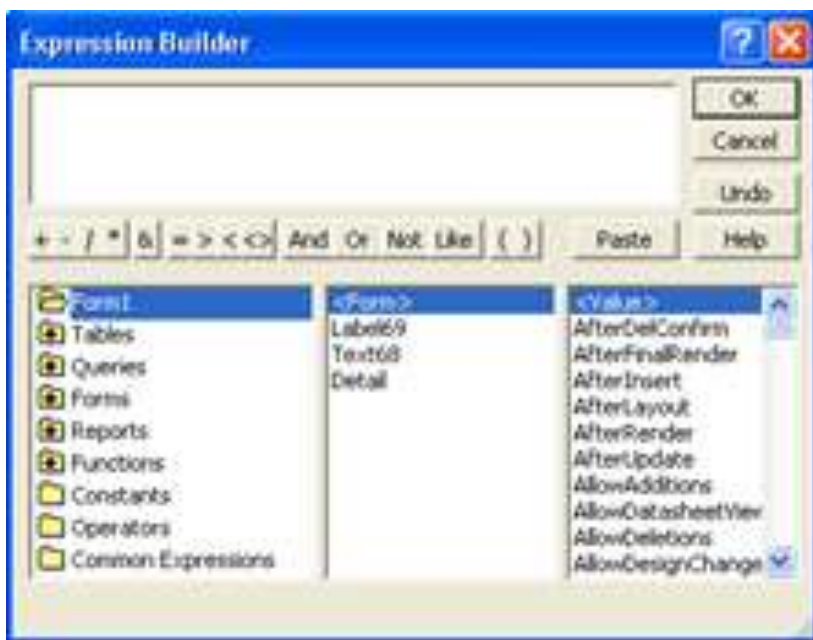 Expression Builder
OK
Cancel
Undo
+ - / * & = > < <> And Or Not Like ( ) Paste Help
Form1
Tables
Queries
Forms
Reports
Functions
Constants
Operators
Common Expressions
<Form>
Label69
Text68
Detail
<Value>
AfterDelConfirm
AfterFinalRender
AfterInsert
AfterLayout
AfterRender
AfterUpdate
AllowAdditions
AllowDatasheetView
AllowDeletions
AllowDesignChange